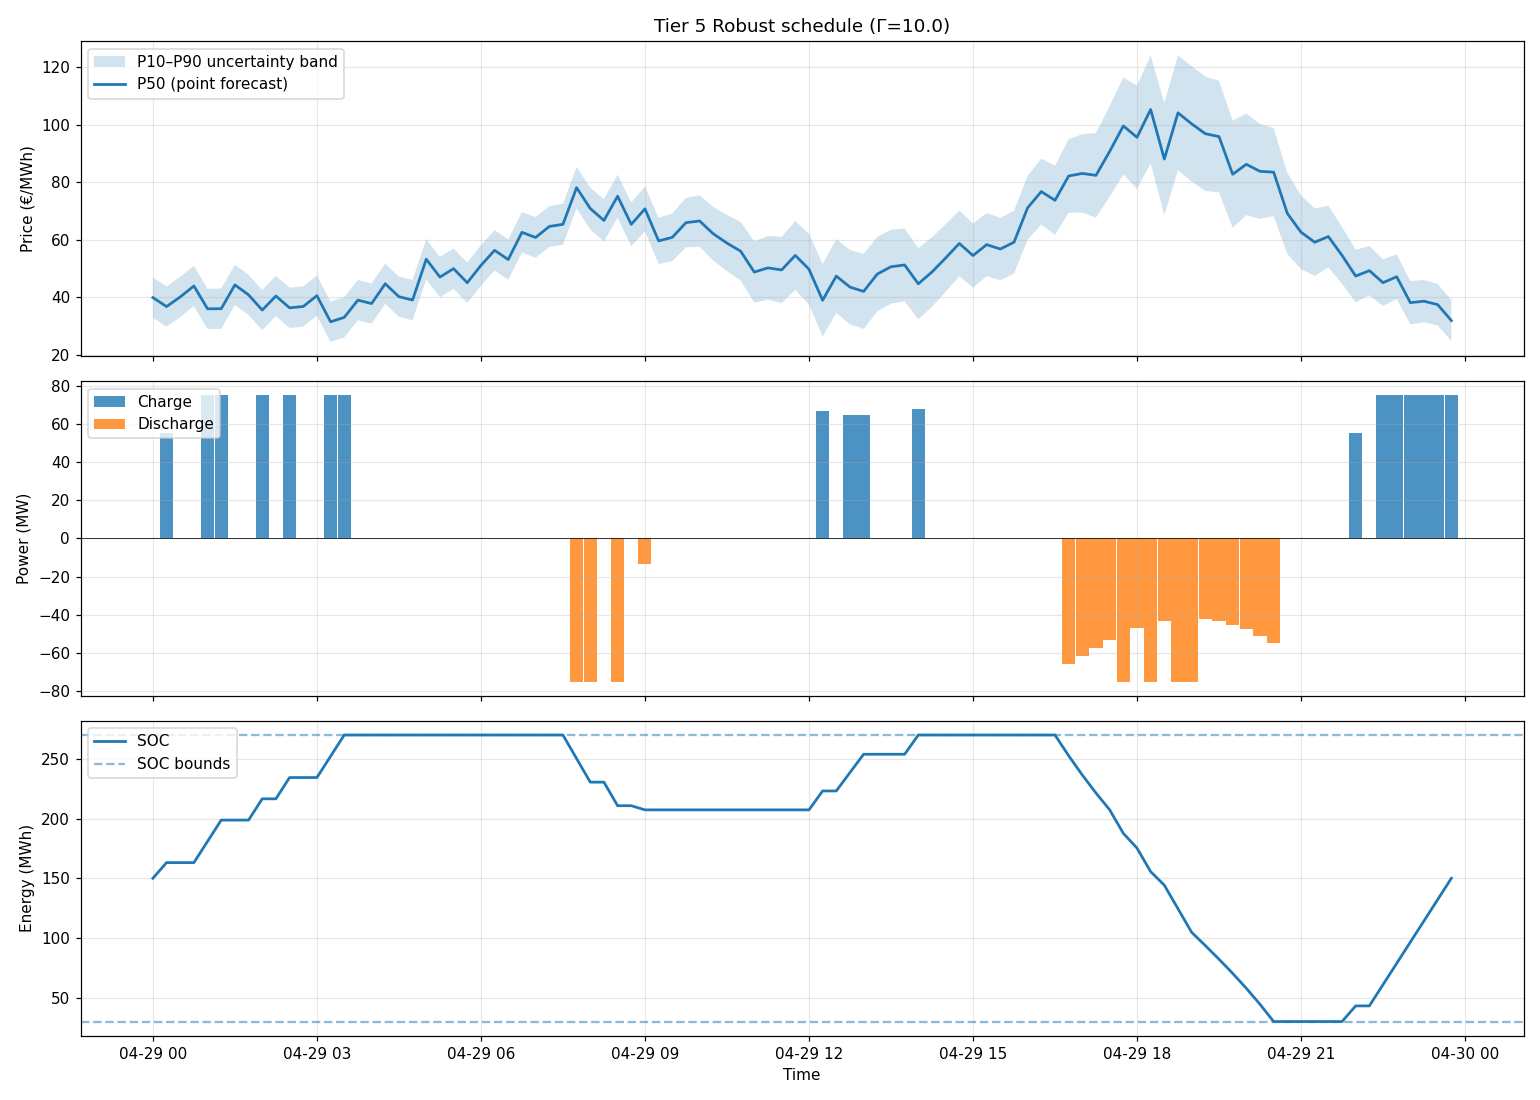 Tier 5 Robust schedule (Γ=10.0)
P10–P90 uncertainty band
P50 (point forecast)
Price (€/MWh)
120
100
80
60
40
20
Charge
Discharge
Power (MW)
80
60
40
20
0
−20
−40
−60
−80
SOC
SOC bounds
Energy (MWh)
250
200
150
100
50
04-29 00
04-29 03
04-29 06
04-29 09
04-29 12
04-29 15
04-29 18
04-29 21
04-30 00
Time